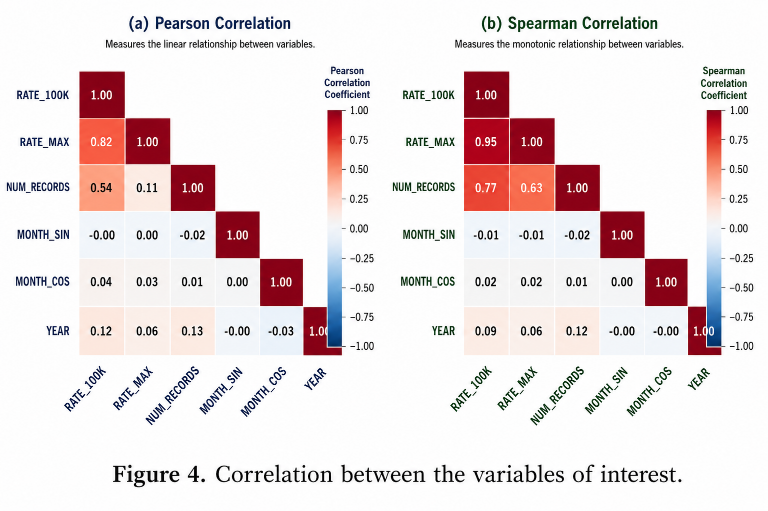 (a) Pearson Correlation
Measures the linear relationship between variables.
Pearson
Correlation
Coefficient
RATE_100K 1.00
RATE_MAX 0.82 1.00
NUM_RECORDS 0.54 0.11 1.00
MONTH_SIN -0.00 0.00 -0.02 1.00
MONTH_COS 0.04 0.03 0.01 0.00 1.00
YEAR 0.12 0.06 0.13 -0.00 -0.03 1.00
RATE_100K RATE_MAX NUM_RECORDS MONTH_SIN MONTH_COS YEAR
1.00
0.75
0.50
0.25
0.00
−0.25
−0.50
−0.75
−1.00
(b) Spearman Correlation
Measures the monotonic relationship between variables.
Spearman
Correlation
Coefficient
RATE_100K 1.00
RATE_MAX 0.95 1.00
NUM_RECORDS 0.77 0.63 1.00
MONTH_SIN -0.01 -0.01 -0.02 1.00
MONTH_COS 0.02 0.02 0.01 0.00 1.00
YEAR 0.09 0.06 0.12 -0.00 -0.00 1.00
RATE_100K RATE_MAX NUM_RECORDS MONTH_SIN MONTH_COS YEAR
1.00
0.75
0.50
0.25
0.00
−0.25
−0.50
−0.75
−1.00
Figure 4. Correlation between the variables of interest.